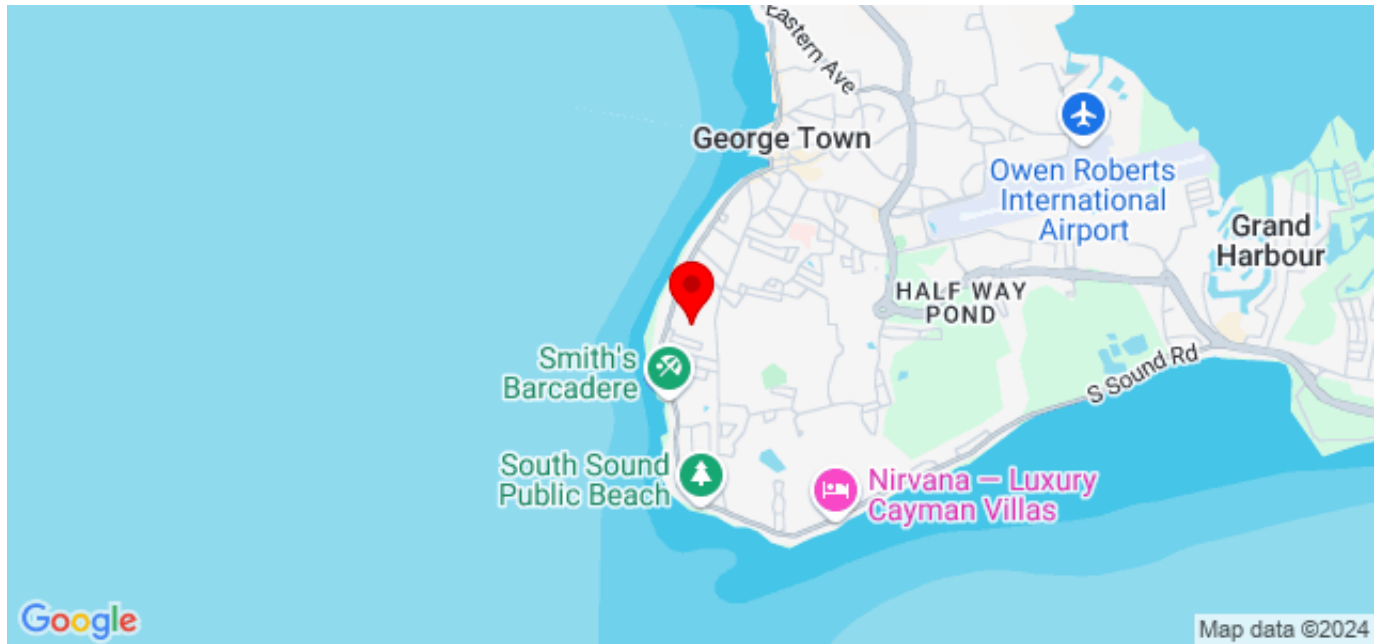 Eastern Ave
George Town
Owen Roberts
International
Airport
Grand
Harbour
HALF WAY
POND
Smith's
Barcadere
S Sound Rd
South Sound
Public Beach
Nirvana — Luxury
Cayman Villas
Google
Map data ©2024